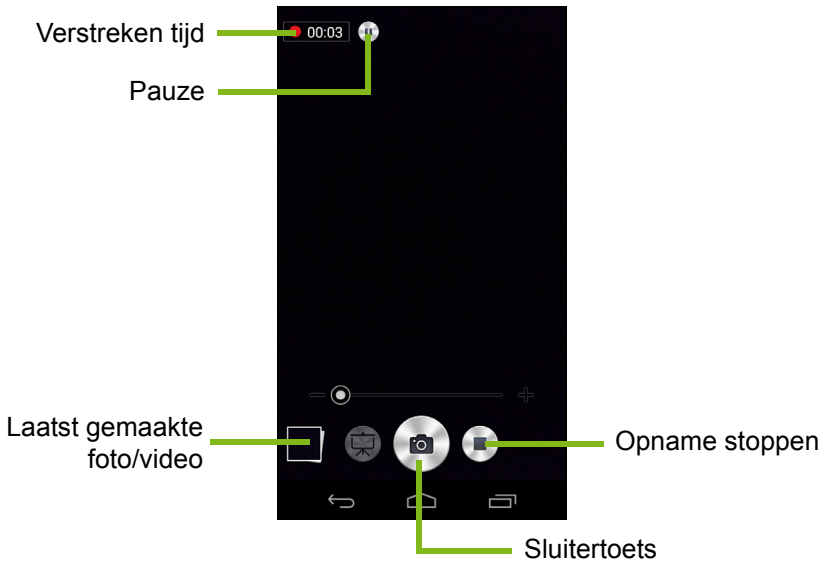 Verstreken tijd
00:03
Pauze
Laatst gemaakte
foto/video
Opname stoppen
Sluitertoets